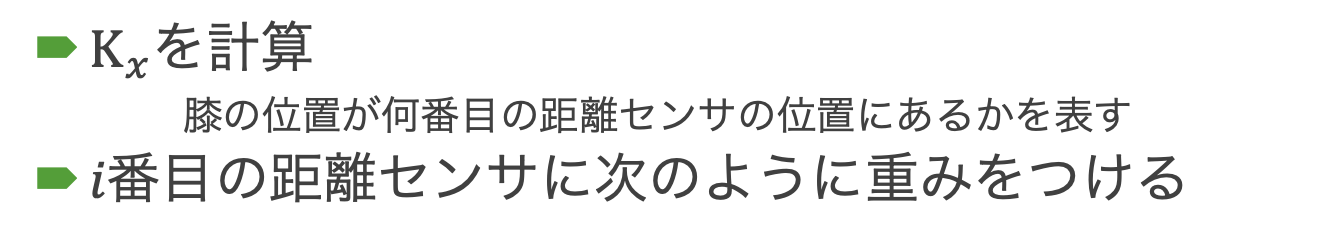 Kₓを計算
膝の位置が何番目の距離センサの位置にあるかを表す
i番目の距離センサに次のように重みをつける